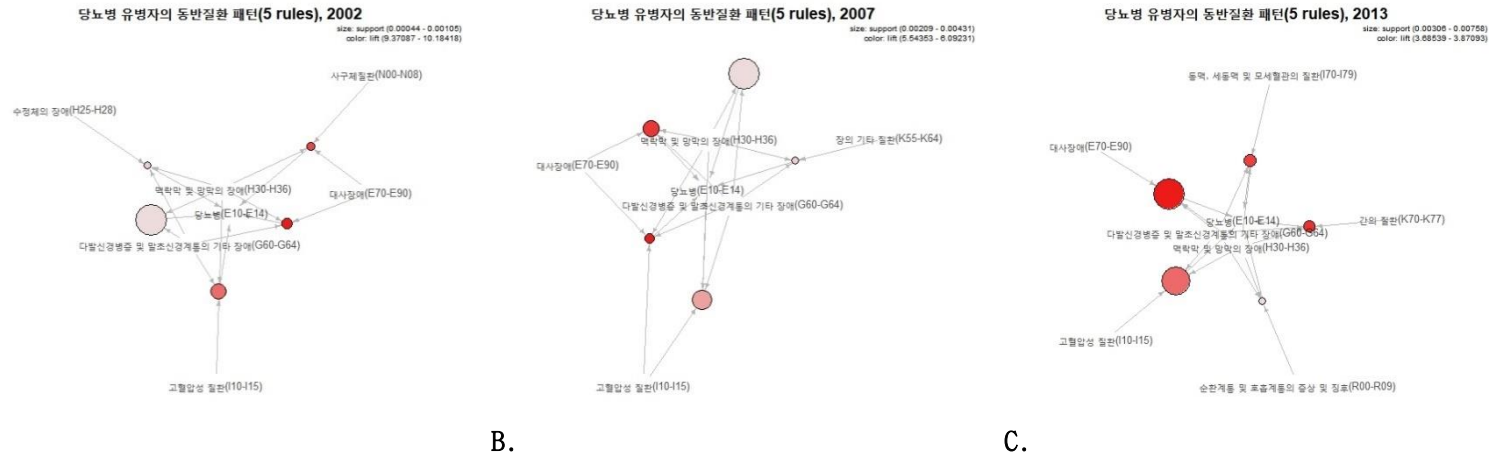 당뇨병 유병자의 동반질환 패턴(5 rules), 2002
size: support (0.00044 - 0.00105)
color: lift (9.37087 - 10.18418)
사구체질환(N00-N08)
수정체의 장애(H25-H28)
맥락막 및 망막의 장애(H30-H36)
대사장애(E70-E90)
당뇨병(E10-E14)
다발신경병증 및 말초신경계통의 기타 장애(G60-G64)
고혈압성 질환(I10-I15)
당뇨병 유병자의 동반질환 패턴(5 rules), 2007
size: support (0.00209 - 0.00431)
color: lift (5.54353 - 6.09231)
맥락막 및 망막의 장애(H30-H36)
장의 기타 질환(K55-K64)
대사장애(E70-E90)
당뇨병(E10-E14)
다발신경병증 및 말초신경계통의 기타 장애(G60-G64)
고혈압성 질환(I10-I15)
B.
당뇨병 유병자의 동반질환 패턴(5 rules), 2013
size: support (0.00306 - 0.00758)
color: lift (3.68539 - 3.87093)
동맥, 세동맥 및 모세혈관의 질환(I70-I79)
대사장애(E70-E90)
당뇨병(E10-E14)
간의 질환(K70-K77)
다발신경병증 및 말초신경계통의 기타 장애(G60-G64)
맥락막 및 망막의 장애(H30-H36)
고혈압성 질환(I10-I15)
순환계통 및 호흡계통의 증상 및 징후(R00-R09)
C.